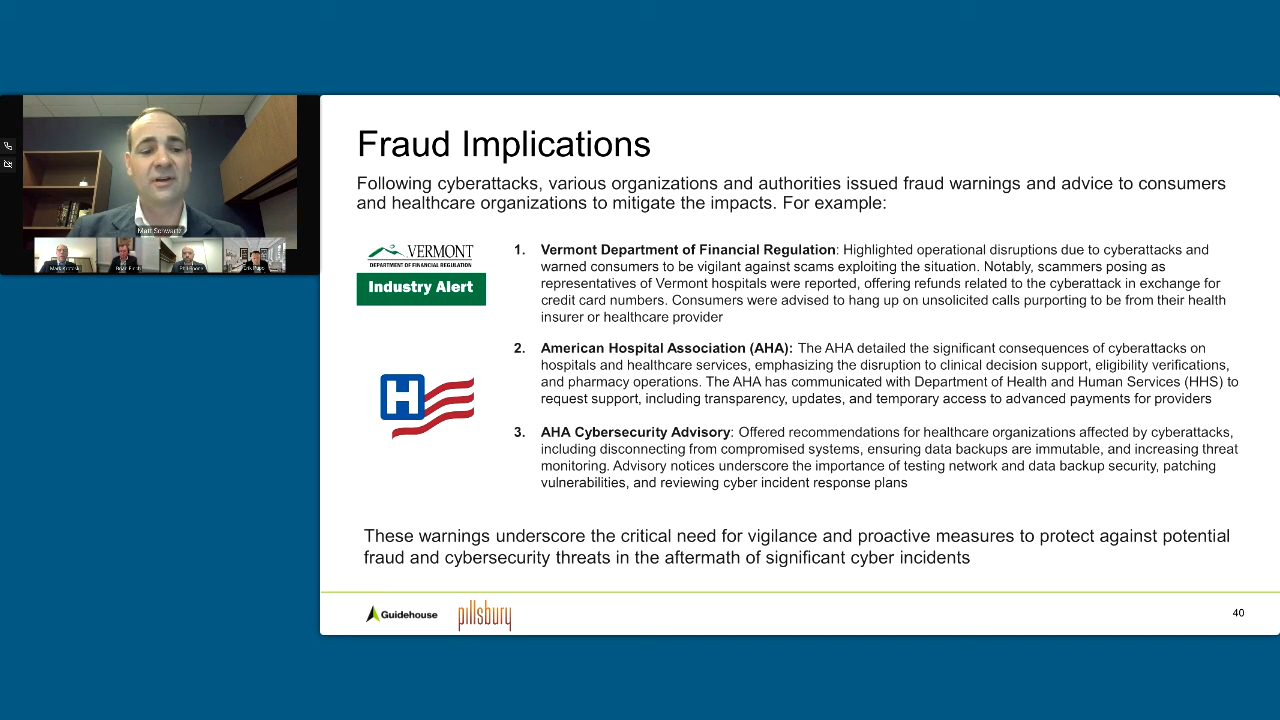 Matt Schwartz
Fraud Implications
Following cyberattacks, various organizations and authorities issued fraud warnings and advice to consumers
and healthcare organizations to mitigate the impacts. For example:
VERMONT
DEPARTMENT OF FINANCIAL REGULATION
Industry Alert
1. Vermont Department of Financial Regulation: Highlighted operational disruptions due to cyberattacks and
warned consumers to be vigilant against scams exploiting the situation. Notably, scammers posing as
representatives of Vermont hospitals were reported, offering refunds related to the cyberattack in exchange for
credit card numbers. Consumers were advised to hang up on unsolicited calls purporting to be from their health
insurer or healthcare provider
H
2. American Hospital Association (AHA): The AHA detailed the significant consequences of cyberattacks on
hospitals and healthcare services, emphasizing the disruption to clinical decision support, eligibility verifications,
and pharmacy operations. The AHA has communicated with Department of Health and Human Services (HHS) to
request support, including transparency, updates, and temporary access to advanced payments for providers
3. AHA Cybersecurity Advisory: Offered recommendations for healthcare organizations affected by cyberattacks,
including disconnecting from compromised systems, ensuring data backups are immutable, and increasing threat
monitoring. Advisory notices underscore the importance of testing network and data backup security, patching
vulnerabilities, and reviewing cyber incident response plans
These warnings underscore the critical need for vigilance and proactive measures to protect against potential
fraud and cybersecurity threats in the aftermath of significant cyber incidents
Guidehouse
pillsbury
40